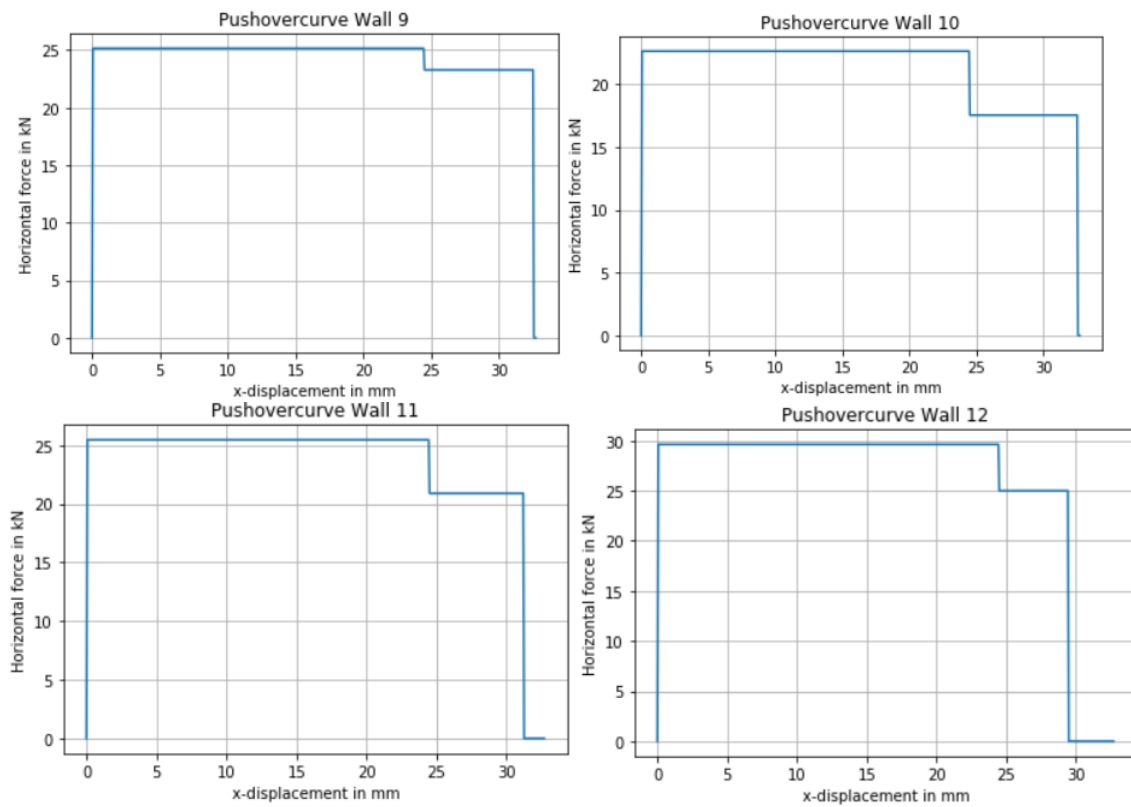 Pushovercurve Wall 9
Horizontal force in kN
25
20
15
10
5
0
0 5 10 15 20 25 30
x-displacement in mm
Pushovercurve Wall 10
Horizontal force in kN
20
15
10
5
0
0 5 10 15 20 25 30
x-displacement in mm
Pushovercurve Wall 11
Horizontal force in kN
25
20
15
10
5
0
0 5 10 15 20 25 30
x-displacement in mm
Pushovercurve Wall 12
Horizontal force in kN
30
25
20
15
10
5
0
0 5 10 15 20 25 30
x-displacement in mm